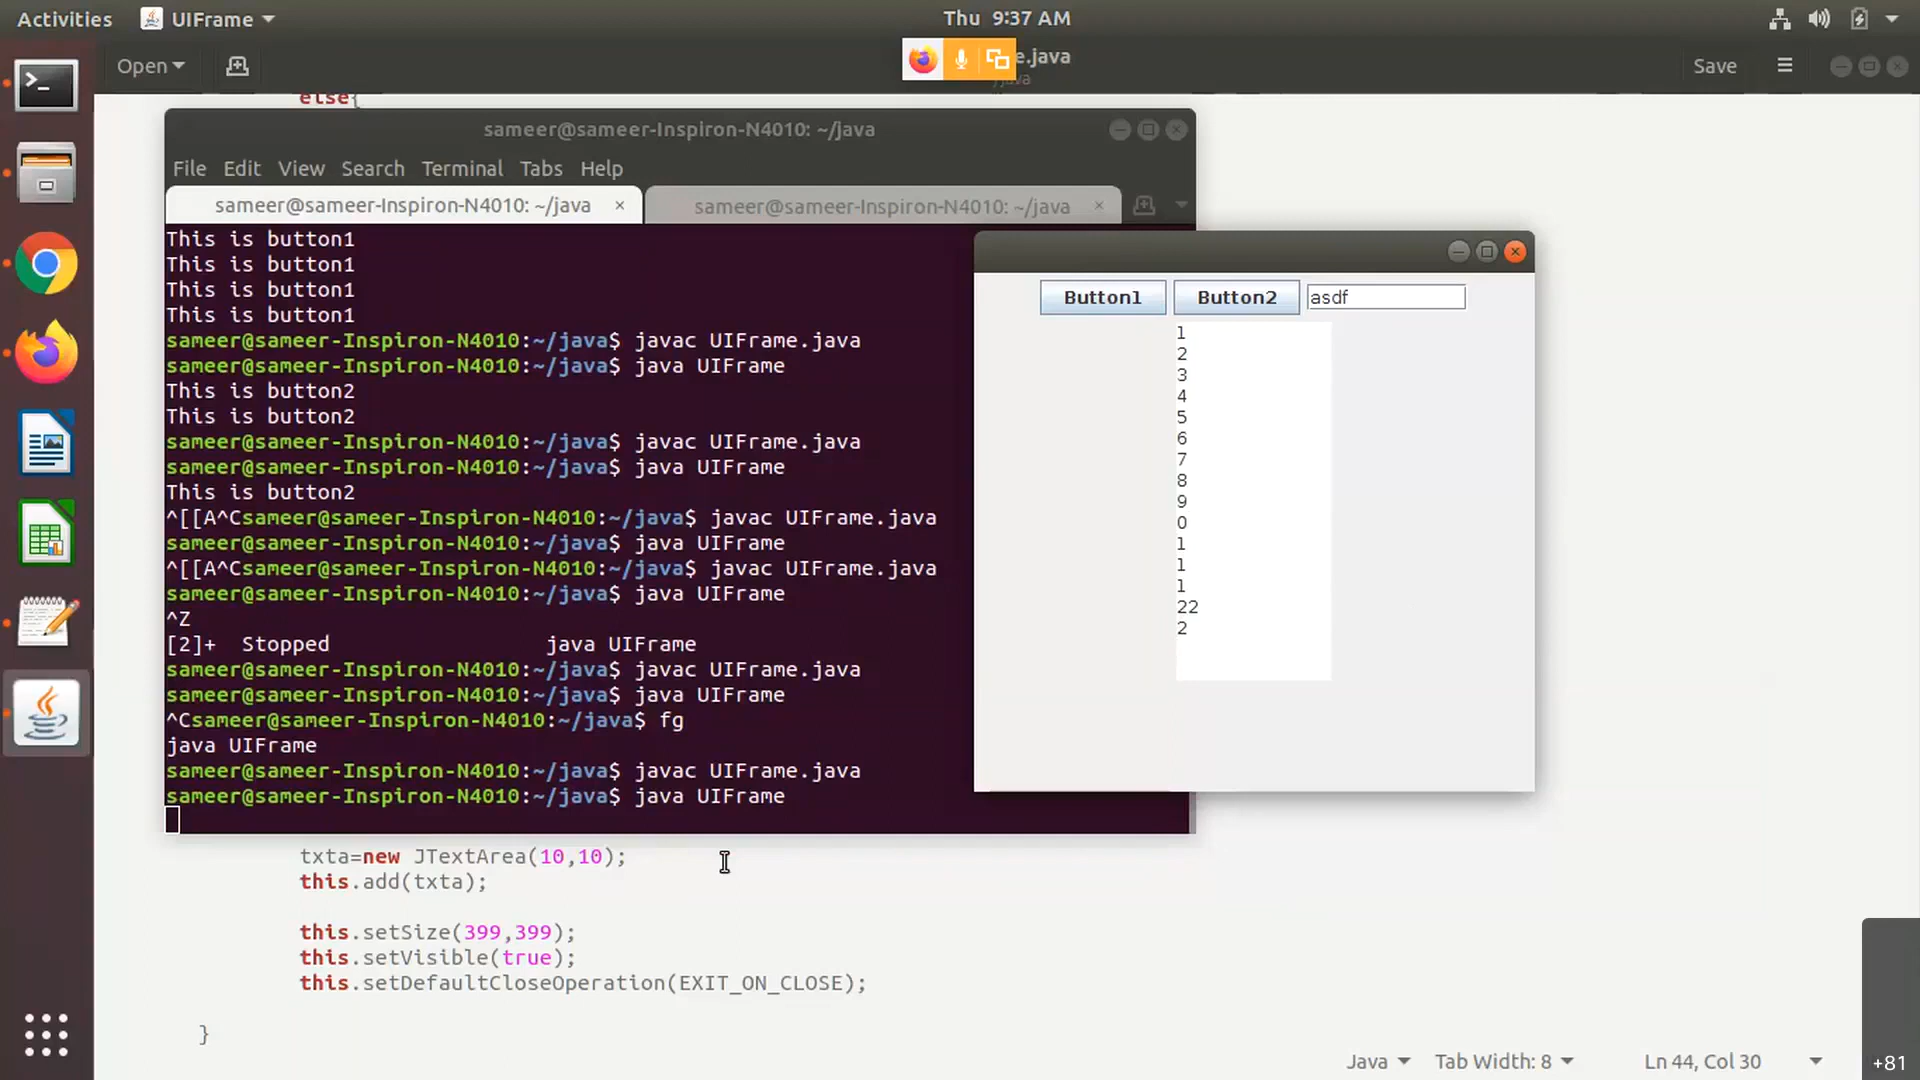 Activities
UIFrame
Thu 9:37 AM
Open
e.java
/java
Save
else{
sameer@sameer-Inspiron-N4010: ~/java
File Edit View Search Terminal Tabs Help
sameer@sameer-Inspiron-N4010: ~/java ×
sameer@sameer-Inspiron-N4010: ~/java ×
This is button1
This is button1
This is button1
This is button1
sameer@sameer-Inspiron-N4010:~/java$ javac UIFrame.java
sameer@sameer-Inspiron-N4010:~/java$ java UIFrame
This is button2
This is button2
sameer@sameer-Inspiron-N4010:~/java$ javac UIFrame.java
sameer@sameer-Inspiron-N4010:~/java$ java UIFrame
This is button2
^[[A^Csameer@sameer-Inspiron-N4010:~/java$ javac UIFrame.java
sameer@sameer-Inspiron-N4010:~/java$ java UIFrame
^[[A^Csameer@sameer-Inspiron-N4010:~/java$ javac UIFrame.java
sameer@sameer-Inspiron-N4010:~/java$ java UIFrame
^Z
[2]+  Stopped                 java UIFrame
sameer@sameer-Inspiron-N4010:~/java$ javac UIFrame.java
sameer@sameer-Inspiron-N4010:~/java$ java UIFrame
^Csameer@sameer-Inspiron-N4010:~/java$ fg
java UIFrame
sameer@sameer-Inspiron-N4010:~/java$ javac UIFrame.java
sameer@sameer-Inspiron-N4010:~/java$ java UIFrame
Button1 Button2 asdf
1
2
3
4
5
6
7
8
9
0
1
1
1
22
2
txta=new JTextArea(10,10);
this.add(txta);
this.setSize(399,399);
this.setVisible(true);
this.setDefaultCloseOperation(EXIT_ON_CLOSE);
}
Java Tab Width: 8 Ln 44, Col 30
+81